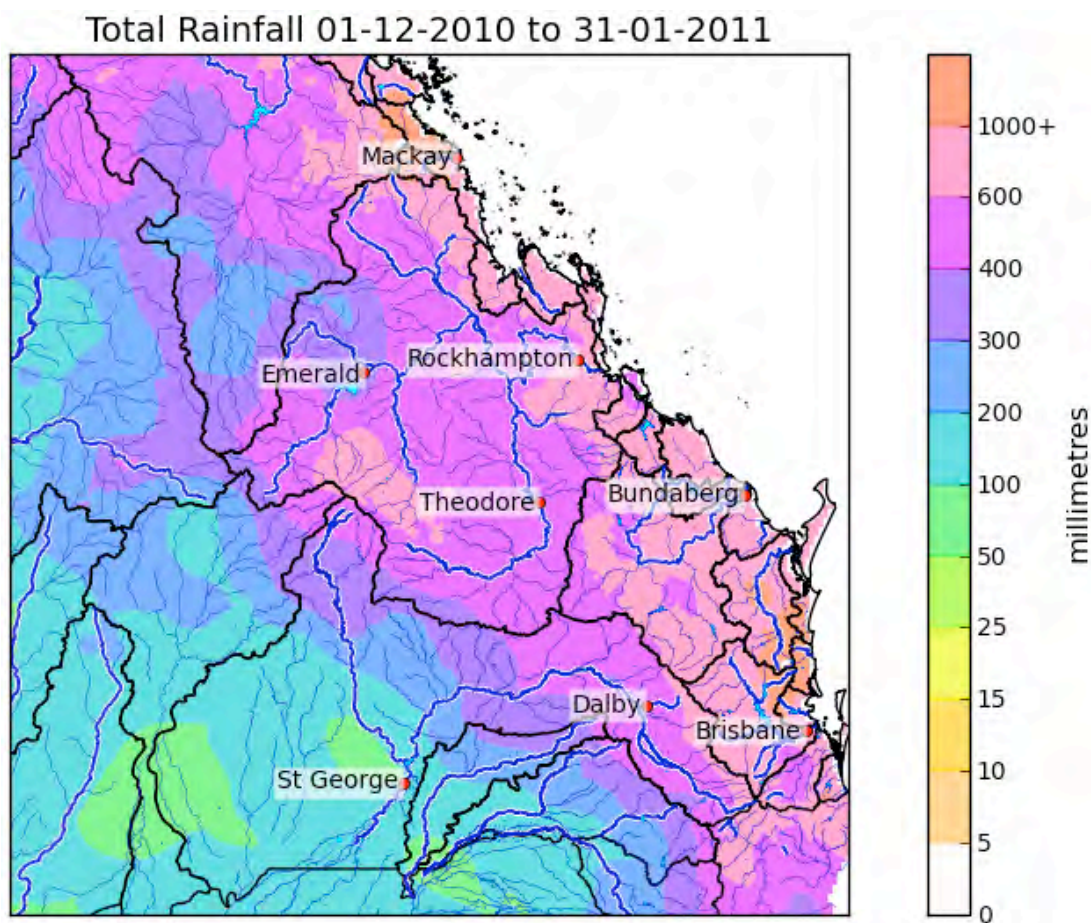 Total Rainfall 01-12-2010 to 31-01-2011
Mackay
Rockhampton
Emerald
Bundaberg
Theodore
Dalby
Brisbane
St George
1000+
600
400
300
200
100
50
25
15
10
5
0
millimetres